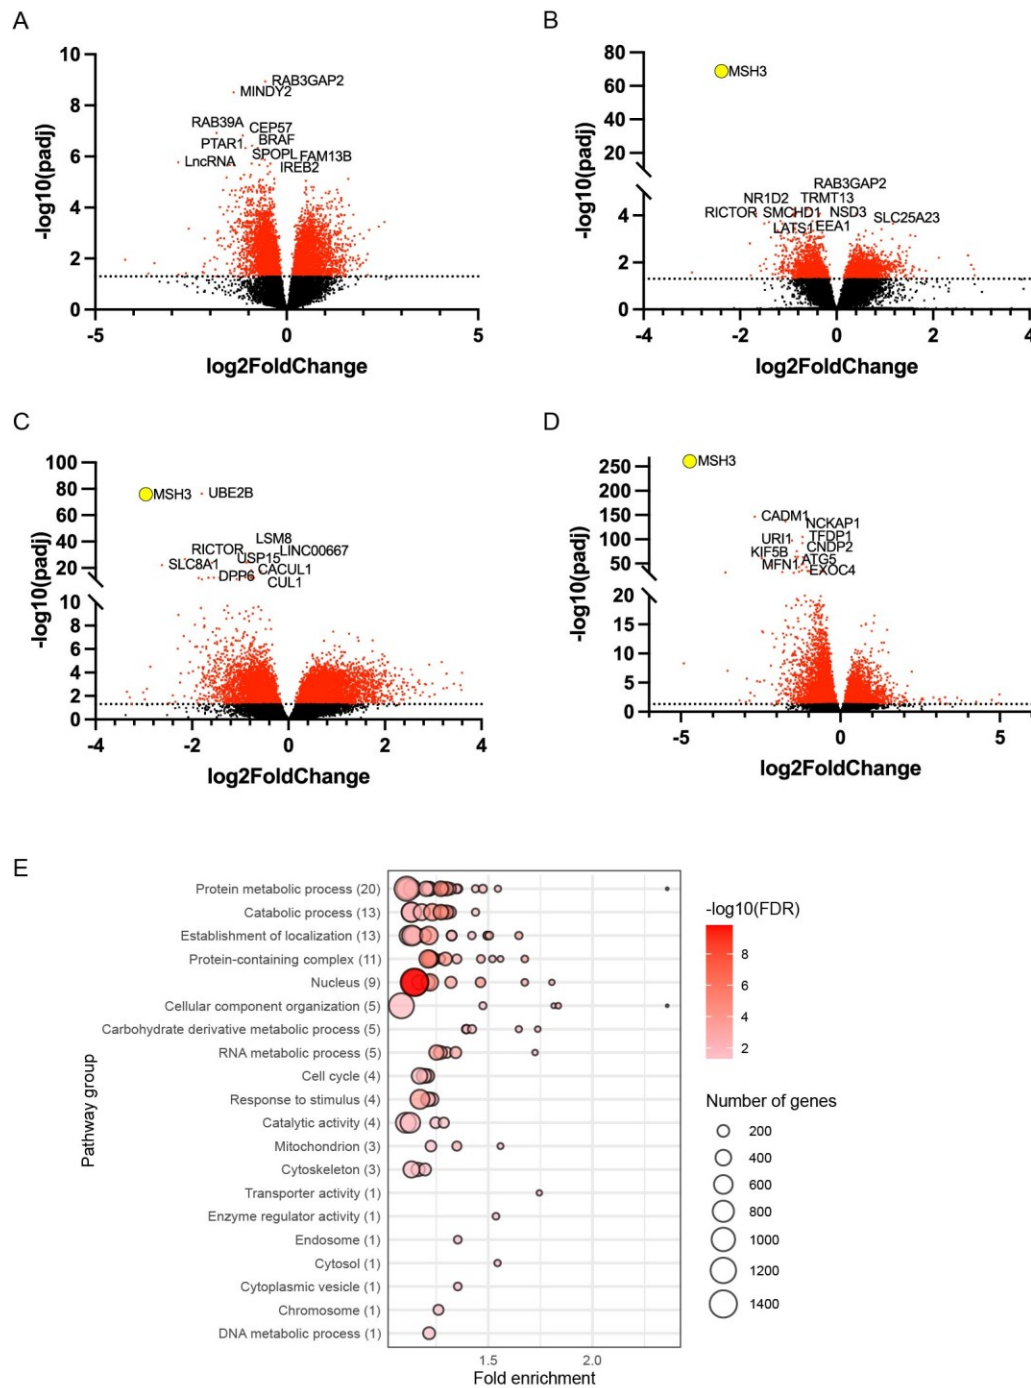 A
10
8
6
4
2
0
-5
0
5
-log10(padj)
log2FoldChange
RAB3GAP2
MINDY2
RAB39A
CEP57
PTAR1
BRAF
SPOPL
FAM13B
LncRNA
IREB2
B
80
60
40
20
4
2
0
-4
-2
0
2
4
-log10(padj)
log2FoldChange
MSH3
RAB3GAP2
NR1D2
TRMT13
RICTOR
SMCHD1
NSD3
SLC25A23
LATS1
EEA1
C
100
80
60
40
20
10
8
6
4
2
0
-4
-2
0
2
4
-log10(padj)
log2FoldChange
MSH3
UBE2B
LSM8
RICTOR
LINC00667
USP15
SLC8A1
CACUL1
DPP6
CUL1
D
250
200
150
100
50
20
15
10
5
0
-5
0
5
-log10(padj)
log2FoldChange
MSH3
CADM1
NCKAP1
URI1
TFDP1
KIF5B
CNDP2
MFN1
ATG5
EXOC4
E
Pathway group
Protein metabolic process (20)
Catabolic process (13)
Establishment of localization (13)
Protein-containing complex (11)
Nucleus (9)
Cellular component organization (5)
Carbohydrate derivative metabolic process (5)
RNA metabolic process (5)
Cell cycle (4)
Response to stimulus (4)
Catalytic activity (4)
Mitochondrion (3)
Cytoskeleton (3)
Transporter activity (1)
Enzyme regulator activity (1)
Endosome (1)
Cytosol (1)
Cytoplasmic vesicle (1)
Chromosome (1)
DNA metabolic process (1)
1.5
2.0
Fold enrichment
-log10(FDR)
8
6
4
2
Number of genes
200
400
600
800
1000
1200
1400